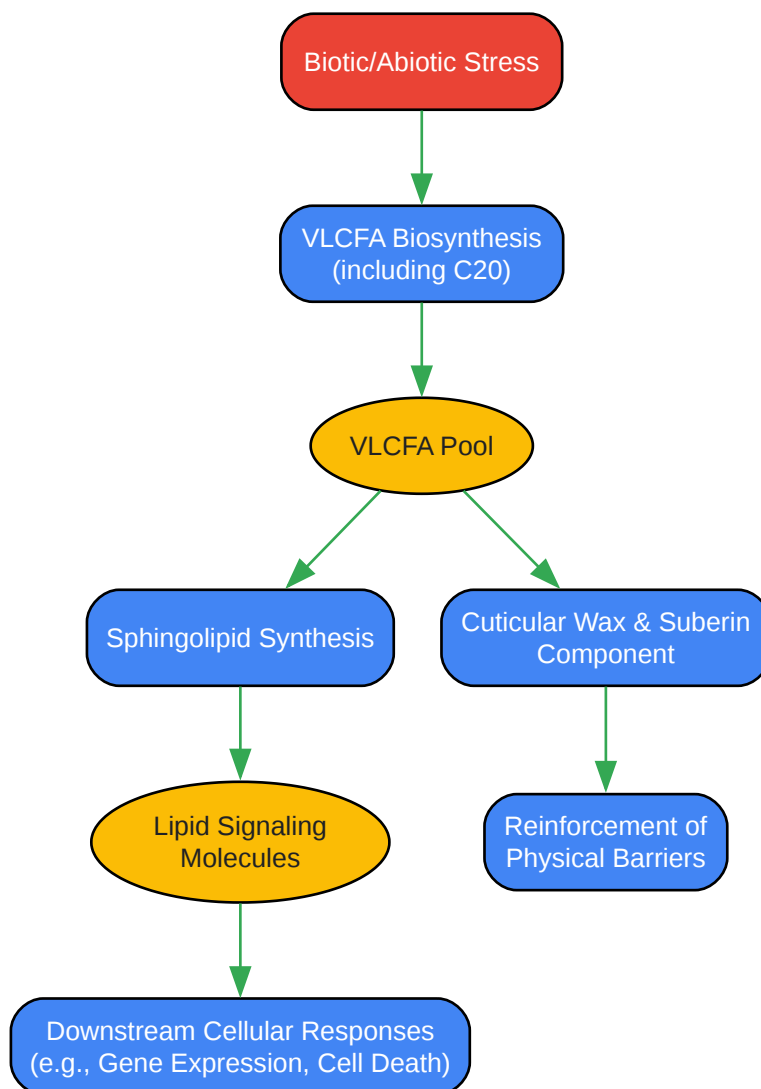 Biotic/Abiotic Stress
VLCFA Biosynthesis
(including C20)
VLCFA Pool
Sphingolipid Synthesis
Cuticular Wax & Suberin
Component
Lipid Signaling
Molecules
Reinforcement of
Physical Barriers
Downstream Cellular Responses
(e.g., Gene Expression, Cell Death)